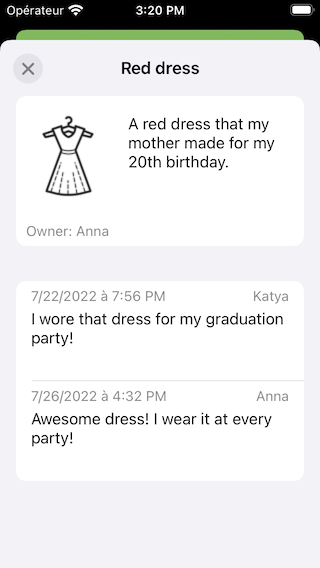 Opérateur 3:20 PM
Red dress
A red dress that my
mother made for my
20th birthday.
Owner: Anna
7/22/2022 à 7:56 PM Katya
I wore that dress for my graduation
party!
7/26/2022 à 4:32 PM Anna
Awesome dress! I wear it at every
party!